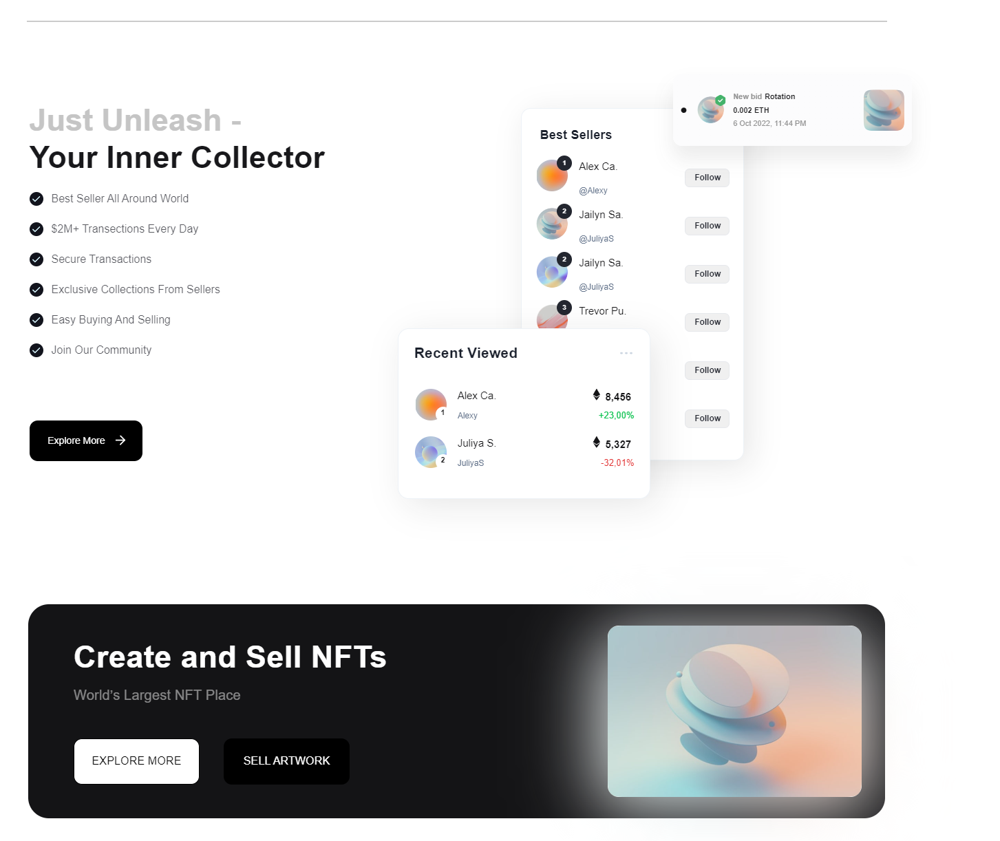 Just Unleash -
Your Inner Collector
Best Seller All Around World
$2M+ Transections Every Day
Secure Transactions
Exclusive Collections From Sellers
Easy Buying And Selling
Join Our Community
Explore More
New bid Rotation
0.002 ETH
6 Oct 2022, 11:44 PM
Best Sellers
1
Alex Ca.
@Alexy
Follow
2
Jailyn Sa.
@JuliyaS
Follow
2
Jailyn Sa.
@JuliyaS
Follow
3
Trevor Pu.
Follow
Follow
Follow
Recent Viewed
1
Alex Ca.
Alexy
8,456
+23,00%
2
Juliya S.
JuliyaS
5,327
-32,01%
Create and Sell NFTs
World’s Largest NFT Place
EXPLORE MORE
SELL ARTWORK